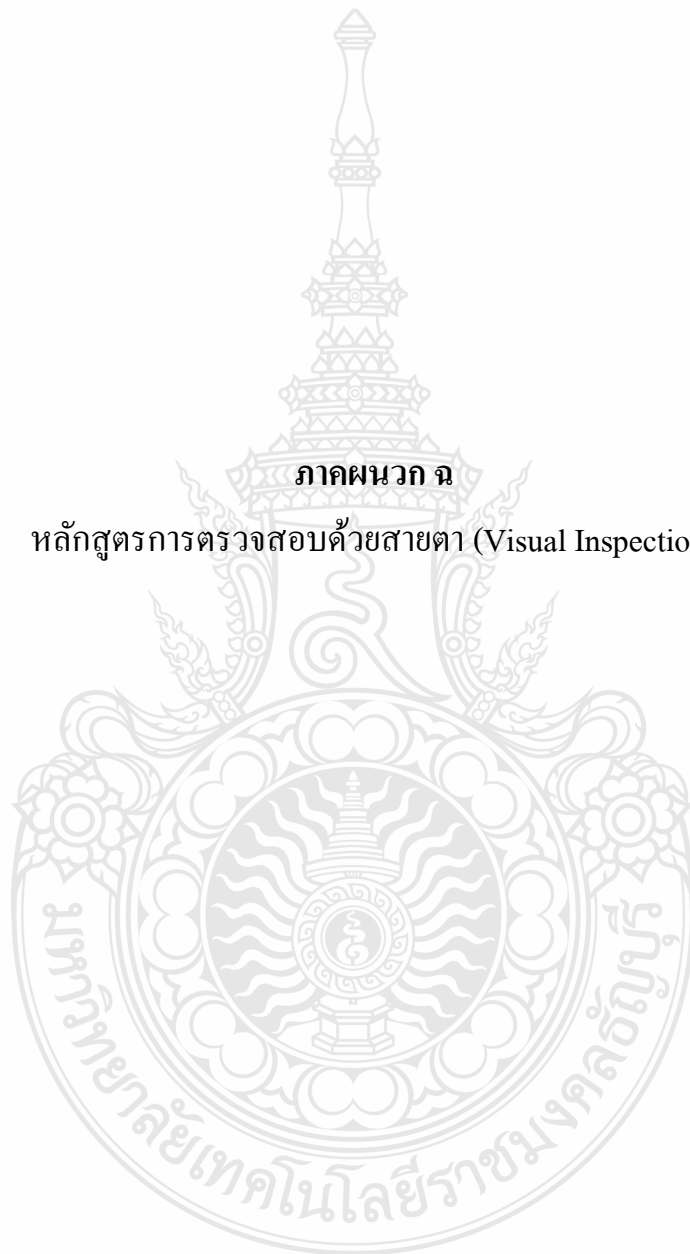 ภาคผนวก ฉ
หลักสูตรการตรวจสอบด้วยสายตา (Visual Inspectio
มหาวิทยาลัยเทคโนโลยีราชมงคลธัญบุรี